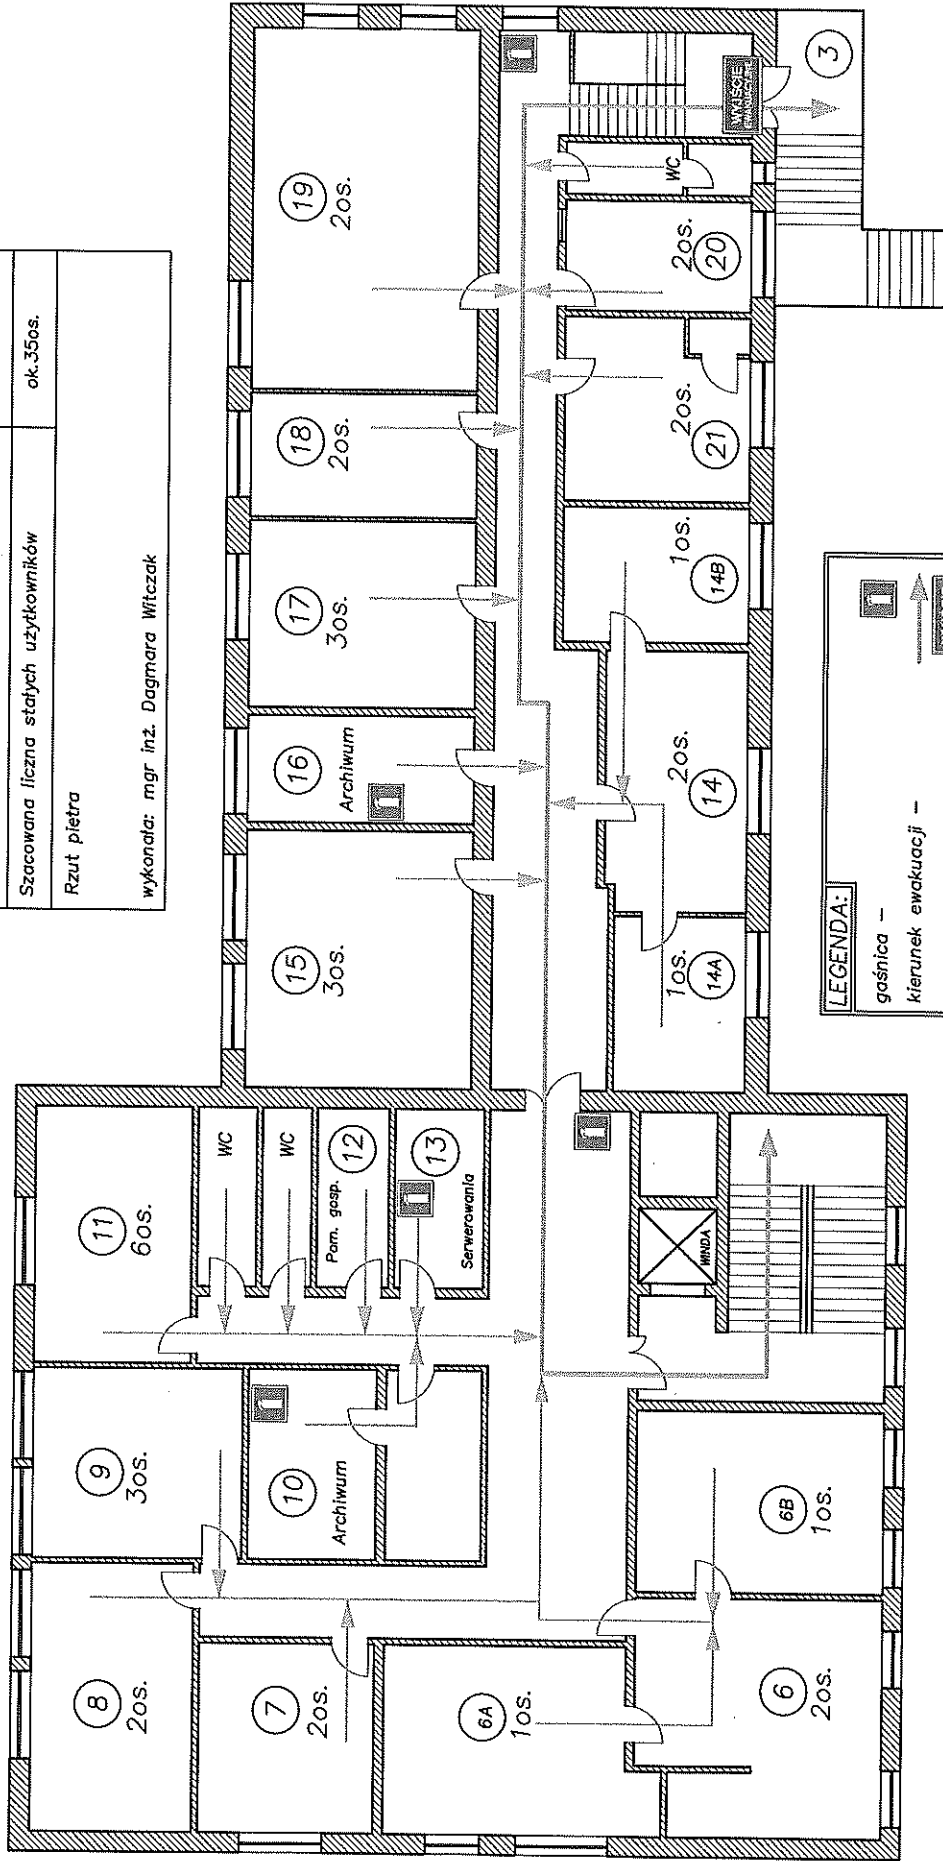 Szacowana liczna stałych użytkowników
ok.35os.
Rzut piętra
wykonała: mgr inż. Dagmara Witczak
8
2os.
9
3os.
11
6os.
WC
WC
Pom. gosp.
12
13
Serwerowania
10
Archiwum
7
2os.
6A
1os.
6
2os.
6B
1os.
WINDA
15
3os.
16
Archiwum
17
3os.
18
2os.
19
2os.
1os.
14A
2os.
14
1os.
14B
2os.
21
2os.
20
WC
WYJŚCIE
3
LEGENDA:
gaśnica –
kierunek ewakuacji –